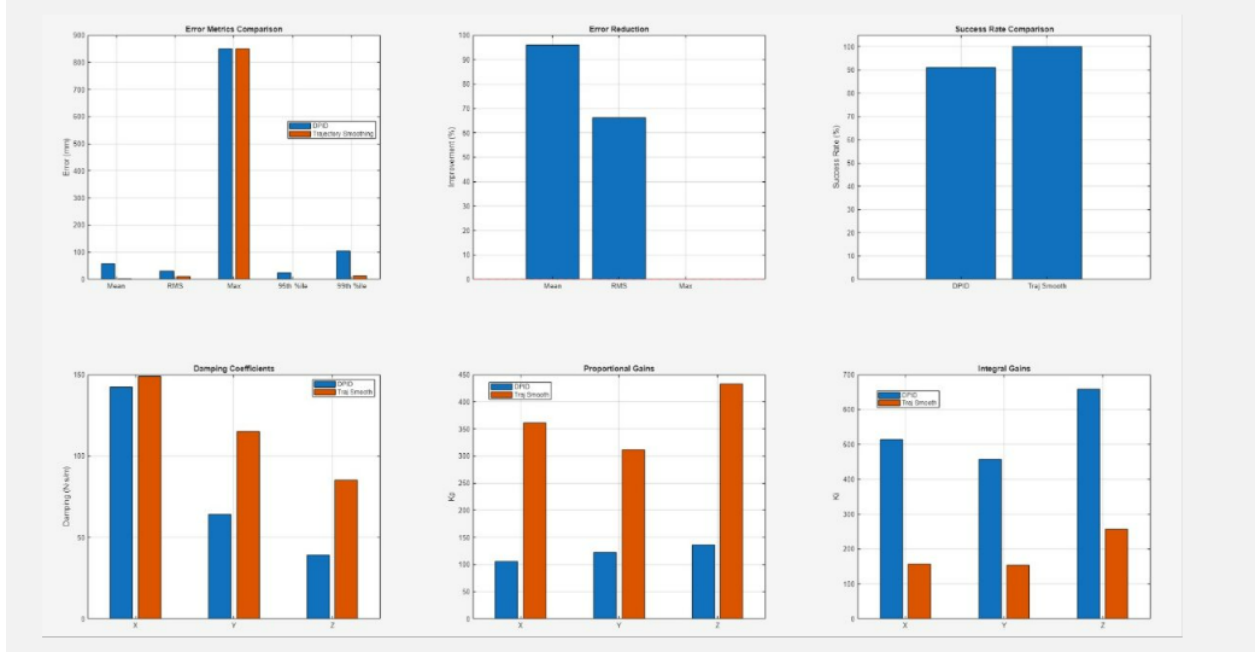 Error Metrics Comparison
900
800
700
600
500
400
300
200
100
0
Error (mm)
DPID
Trajectory Smoothing
Mean RMS Max 95th %ile 99th %ile
Error Reduction
100
90
80
70
60
50
40
30
20
10
0
Improvement (%)
Mean RMS Max
Success Rate Comparison
100
90
80
70
60
50
40
30
20
10
0
Success Rate (%)
DPID Traj Smooth
Damping Coefficients
150
100
50
0
Damping (N·s/m)
DPID
Traj Smooth
X Y Z
Proportional Gains
450
400
350
300
250
200
150
100
50
0
Kp
DPID
Traj Smooth
X Y Z
Integral Gains
700
600
500
400
300
200
100
0
Ki
DPID
Traj Smooth
X Y Z